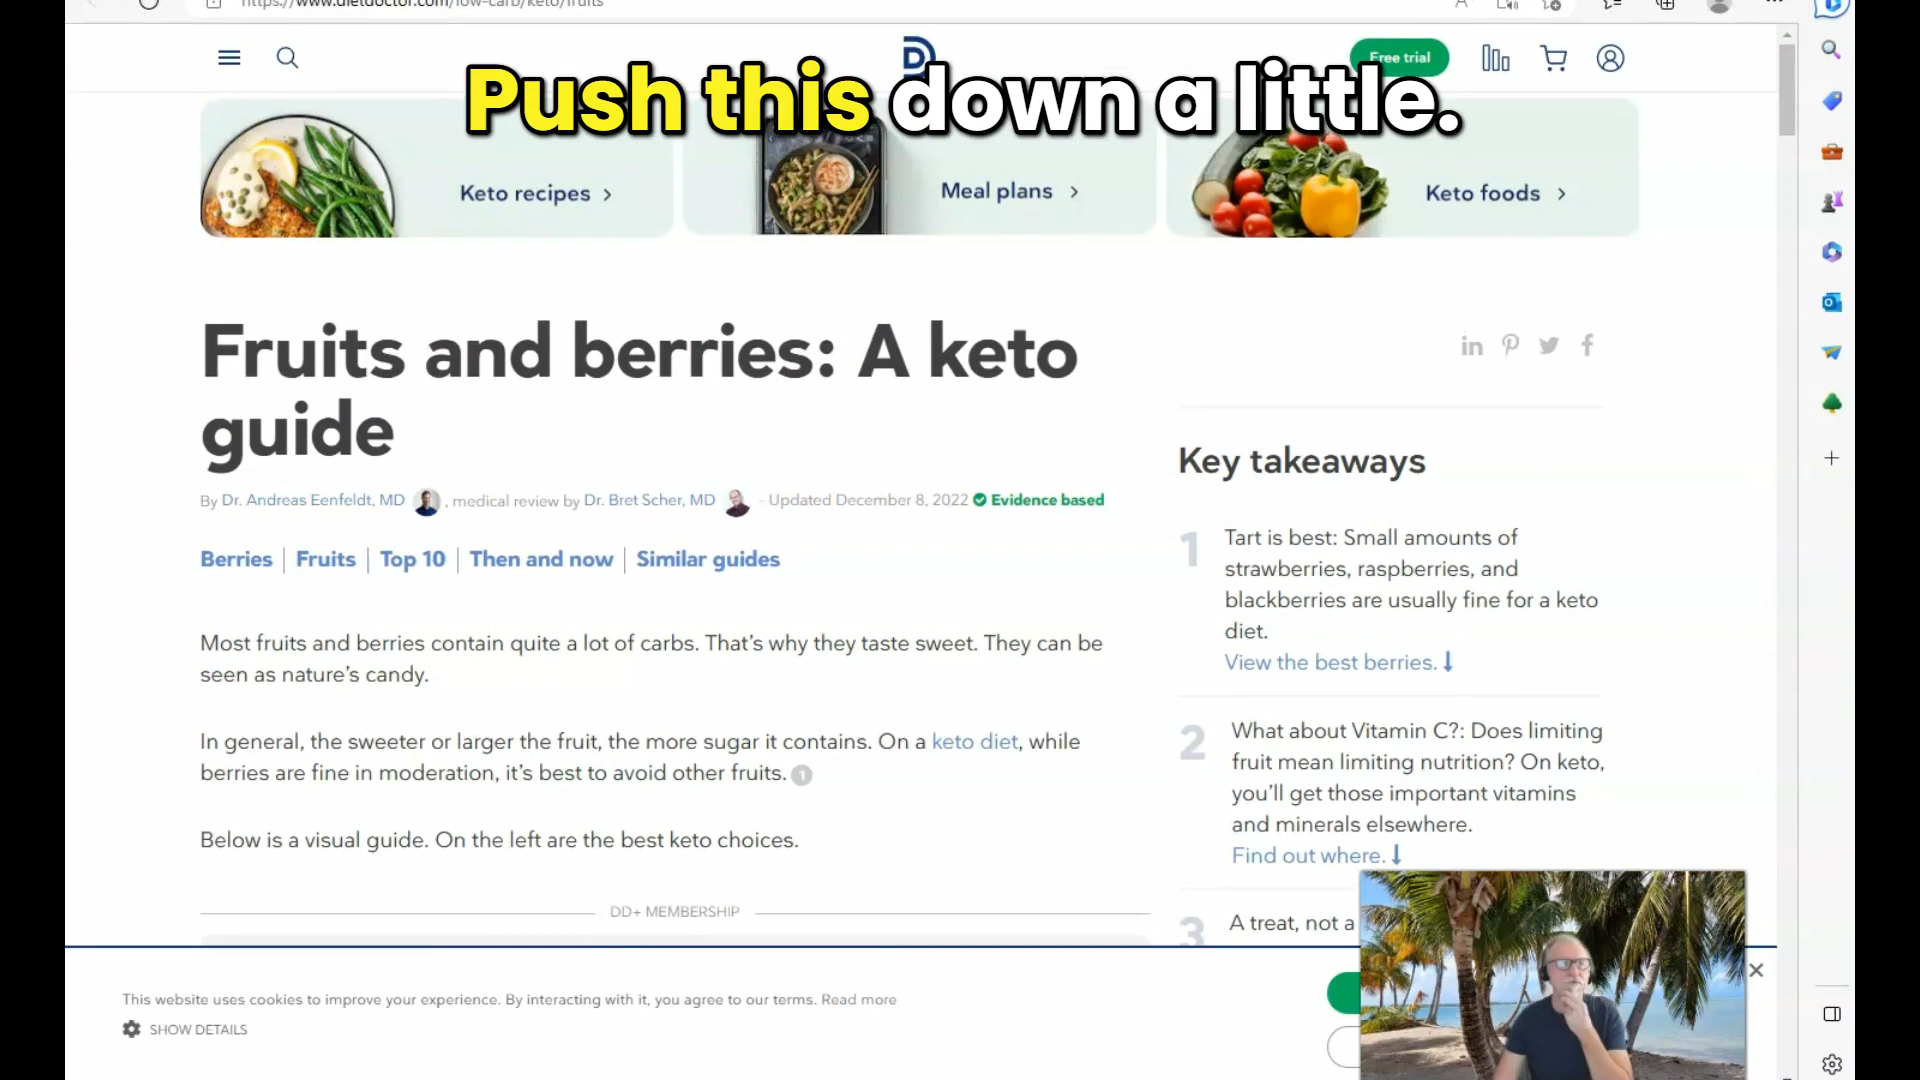 https://www.dietdoctor.com/low-carb/keto/fruits
D
Free trial
Push this down a little.
Keto recipes
Meal plans
Keto foods
Fruits and berries: A keto
guide
By Dr. Andreas Eenfeldt, MD , medical review by Dr. Bret Scher, MD – Updated December 8, 2022 Evidence based
Berries | Fruits | Top 10 | Then and now | Similar guides
Most fruits and berries contain quite a lot of carbs. That's why they taste sweet. They can be
seen as nature's candy.
In general, the sweeter or larger the fruit, the more sugar it contains. On a keto diet, while
berries are fine in moderation, it's best to avoid other fruits. 1
Below is a visual guide. On the left are the best keto choices.
DD+ MEMBERSHIP
Key takeaways
1 Tart is best: Small amounts of
strawberries, raspberries, and
blackberries are usually fine for a keto
diet.
View the best berries.
2 What about Vitamin C?: Does limiting
fruit mean limiting nutrition? On keto,
you'll get those important vitamins
and minerals elsewhere.
Find out where.
3 A treat, not a
This website uses cookies to improve your experience. By interacting with it, you agree to our terms. Read more
SHOW DETAILS